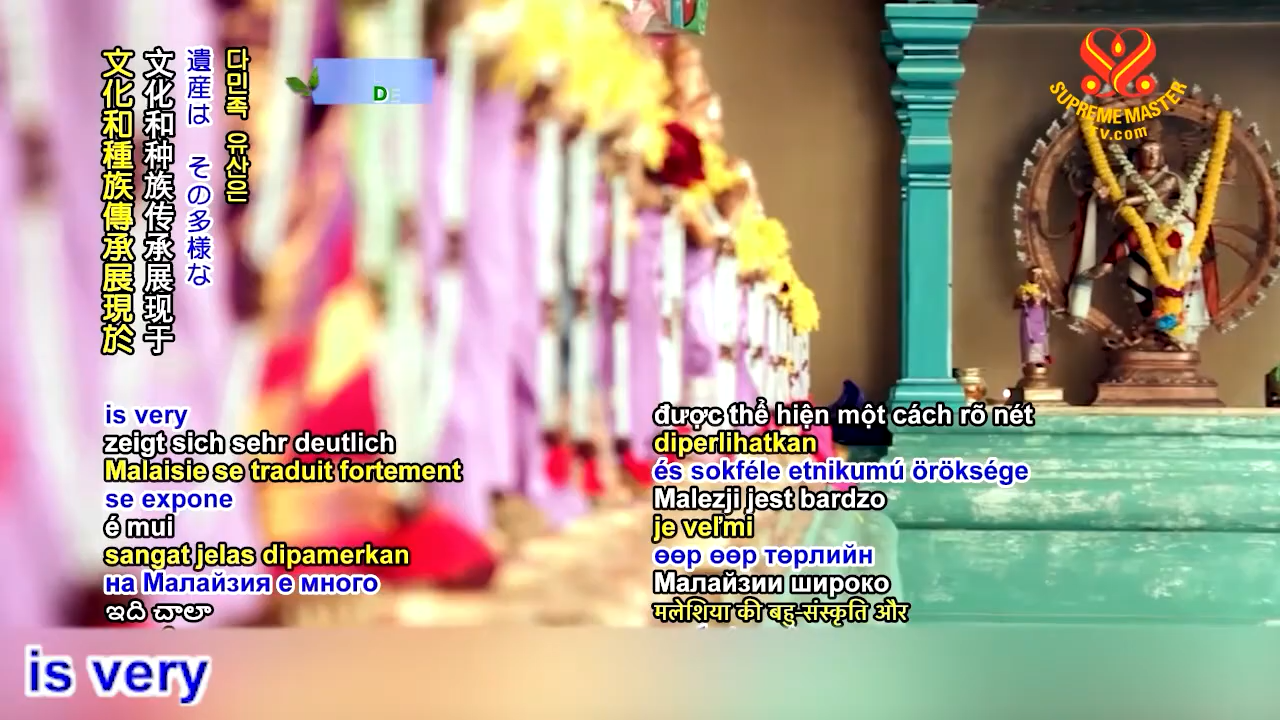 다민족 유산은
遺産は その多様な
文化和种族传承展现于
文化和種族傳承展現於
DE
SUPREME MASTER
TV.com
is very
zeigt sich sehr deutlich
Malaisie se traduit fortement
se expone
é mui
sangat jelas dipamerkan
на Малайзия е много
ఇది చాలా
được thể hiện một cách rõ nét
diperlihatkan
és sokféle etnikumú öröksége
Malezji jest bardzo
je veľmi
өөр өөр төрлийн
Малайзии широко
मलेशिया की बहु-संस्कृति और
is very